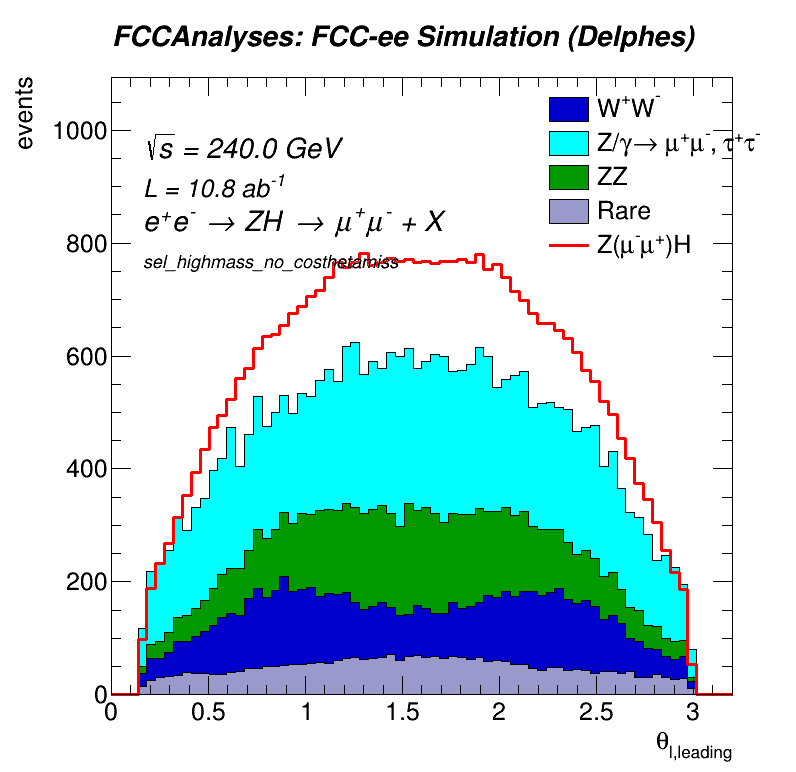 FCCAnalyses: FCC-ee Simulation (Delphes)
events
√s = 240.0 GeV
L = 10.8 ab⁻¹
e⁺e⁻ → ZH → μ⁺μ⁻ + X
sel_highmass_no_costhetamiss
W⁺W⁻
Z/γ→ μ⁺μ⁻, τ⁺τ⁻
ZZ
Rare
Z(μ⁻μ⁺)H
1000
800
600
400
200
0
0 0.5 1 1.5 2 2.5 3
θl,leading